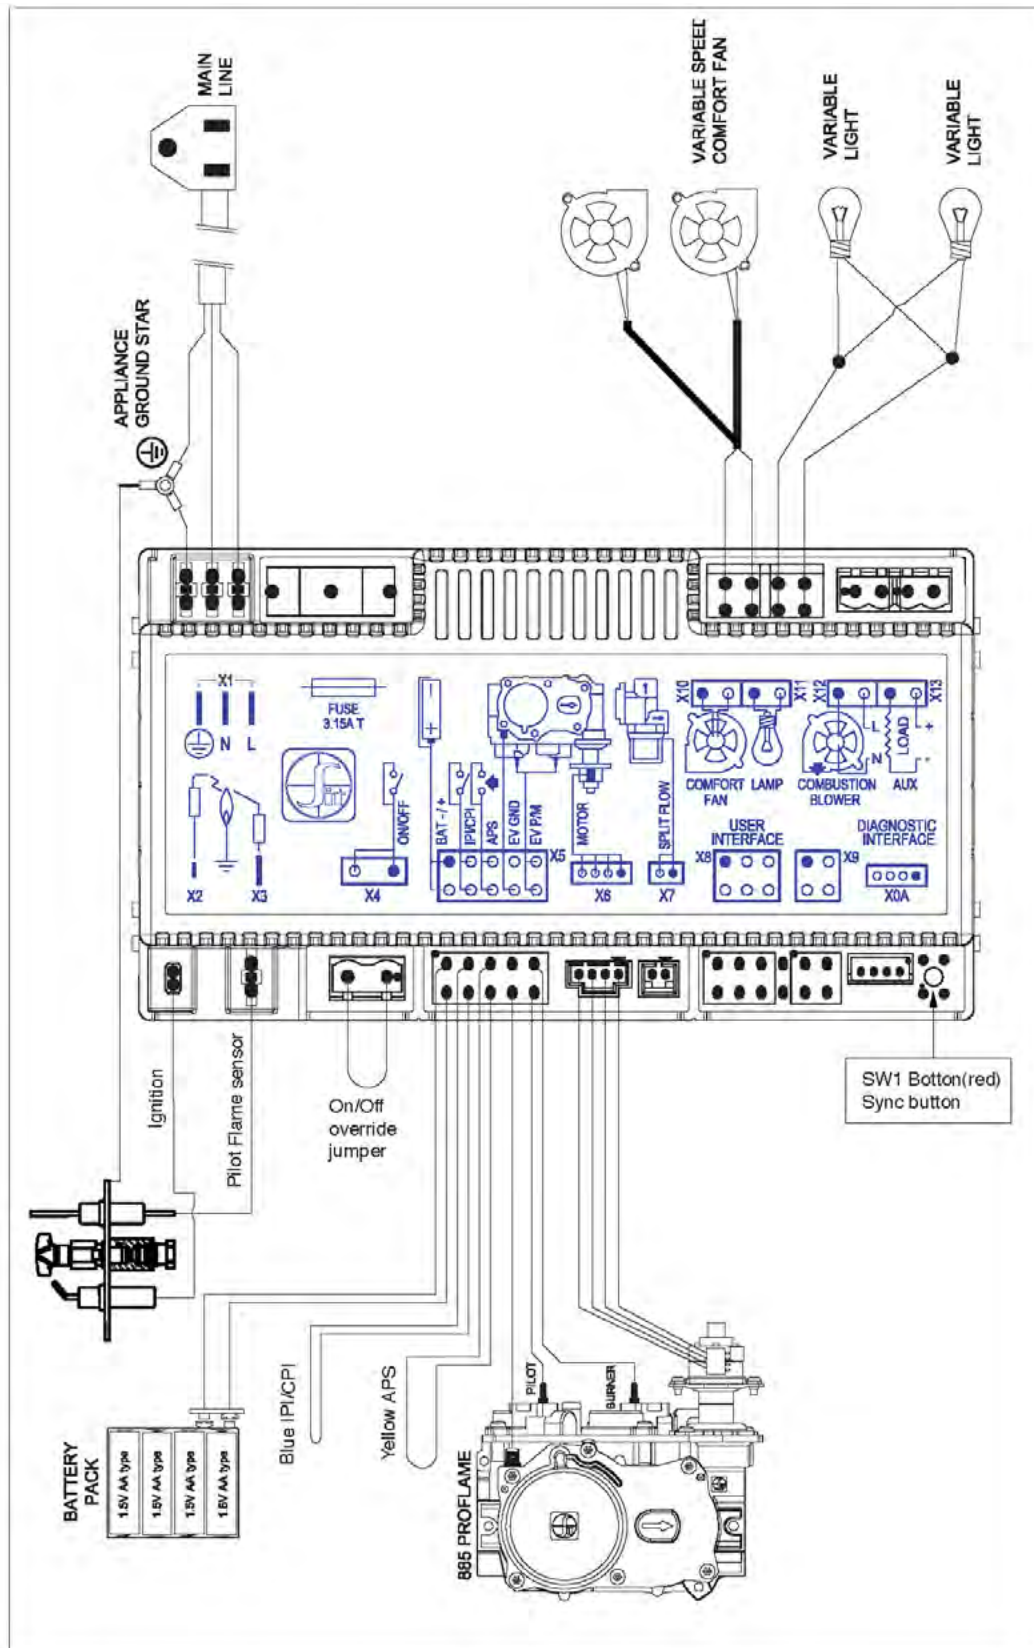 MAIN
LINE
VARIABLE SPEED
COMFORT FAN
VARIABLE
LIGHT
VARIABLE
LIGHT
APPLIANCE
GROUND STAR
X1
N
L
FUSE
3.15A T
Sit
X2
X3
ON/OFF
X4
BAT -/+
IPI/CPI
APS
EV GND
EV P/M
X5
MOTOR
X6
SPLIT FLOW
X7
X10
X11
X12
X13
L
N
LOAD
+
-
COMFORT
FAN
LAMP
COMBUSTION
BLOWER
AUX
USER
INTERFACE
X8
X9
DIAGNOSTIC
INTERFACE
X0A
Ignition
Pilot Flame sensor
On/Off
override
jumper
SW1 Botton(red)
Sync button
BATTERY
PACK
1.5V AA type
1.5V AA type
1.5V AA type
1.5V AA type
Blue IPI/CPI
Yellow APS
PILOT
BURNER
885 PROFLAME